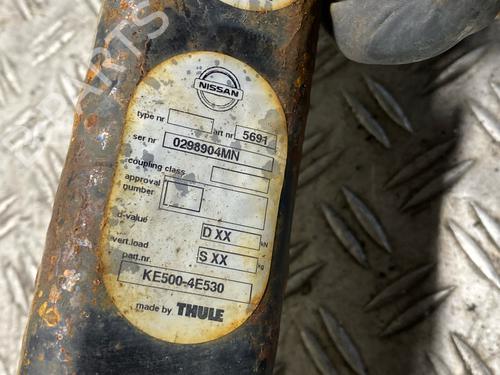 NISSAN
type nr art nr 5691
ser nr 0298904MN
coupling class
approval
number
d-value D XX kN
vert.load S XX kg
part.nr.
KE500-4E530
made by THULE
PARTS